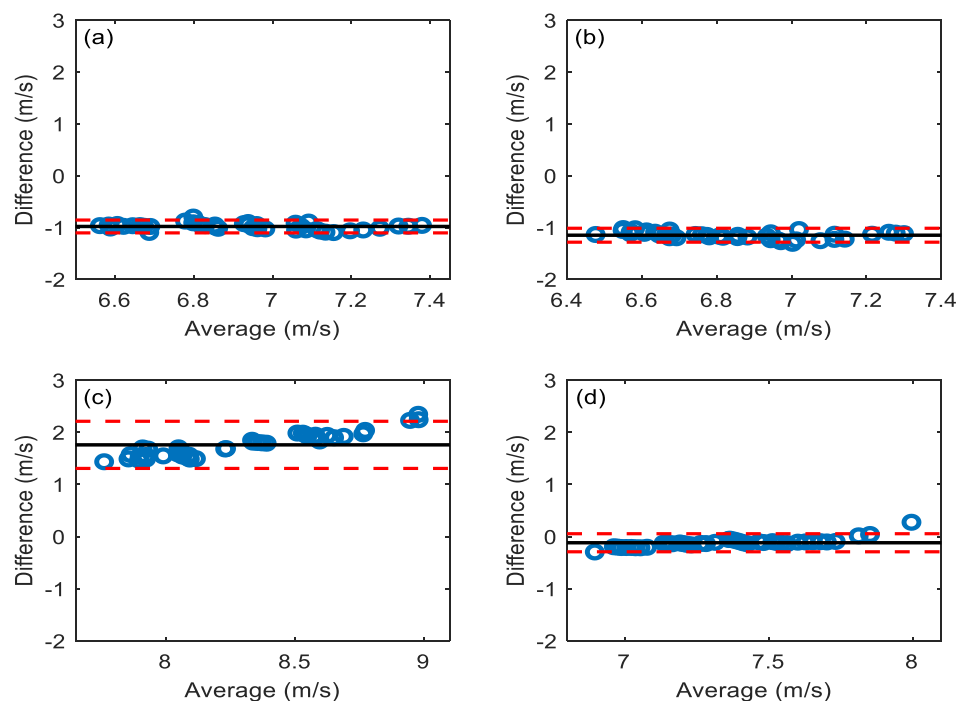 (a)
3
2
1
0
-1
-2
Difference (m/s)
6.6 6.8 7 7.2 7.4
Average (m/s)
(b)
3
2
1
0
-1
-2
Difference (m/s)
6.4 6.6 6.8 7 7.2 7.4
Average (m/s)
(c)
3
2
1
0
-1
-2
Difference (m/s)
8 8.5 9
Average (m/s)
(d)
3
2
1
0
-1
-2
Difference (m/s)
7 7.5 8
Average (m/s)